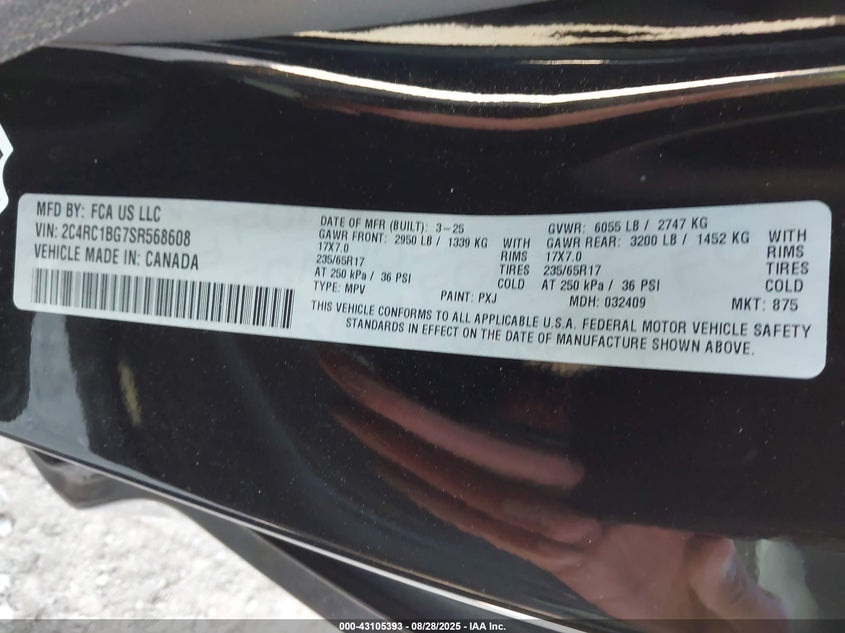 MFD BY: FCA US LLC
VIN: 2C4RC1BG7SR568608
VEHICLE MADE IN: CANADA
DATE OF MFR (BUILT): 3-25 GVWR: 6055 LB / 2747 KG
GAWR FRONT: 2950 LB / 1339 KG WITH GAWR REAR: 3200 LB / 1452 KG WITH
17X7.0 RIMS 17X7.0 RIMS
235/65R17 TIRES 235/65R17 TIRES
AT 250 kPa / 36 PSI COLD AT 250 kPa / 36 PSI COLD
TYPE: MPV PAINT: PXJ MDH: 032409 MKT: 875
THIS VEHICLE CONFORMS TO ALL APPLICABLE U.S.A. FEDERAL MOTOR VEHICLE SAFETY
STANDARDS IN EFFECT ON THE DATE OF MANUFACTURE SHOWN ABOVE.
000-43105393 - 08/28/2025 - IAA Inc.